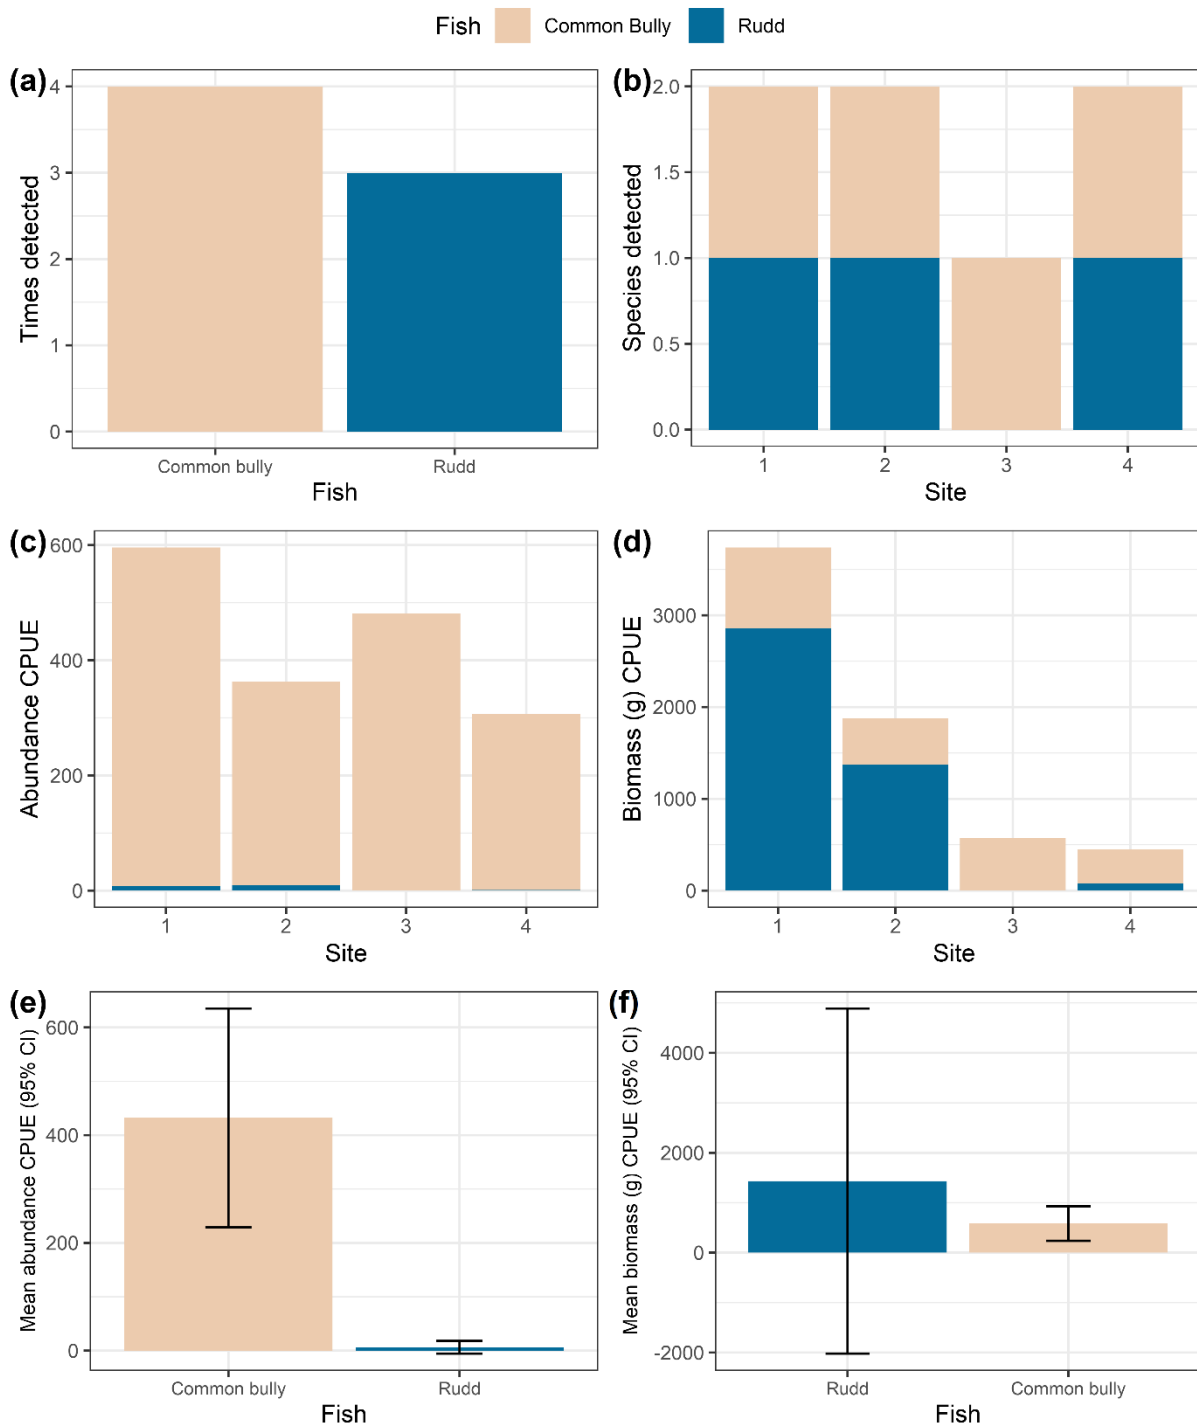 Fish Common Bully Rudd
(a)
Times detected
4
3
2
1
0
Common bully Rudd
Fish
(b)
Species detected
2.0
1.5
1.0
0.5
0.0
1 2 3 4
Site
(c)
Abundance CPUE
600
400
200
0
1 2 3 4
Site
(d)
Biomass (g) CPUE
3000
2000
1000
0
1 2 3 4
Site
(e)
Mean abundance CPUE (95% CI)
600
400
200
0
Common bully Rudd
Fish
(f)
Mean biomass (g) CPUE (95% CI)
4000
2000
0
-2000
Rudd Common bully
Fish